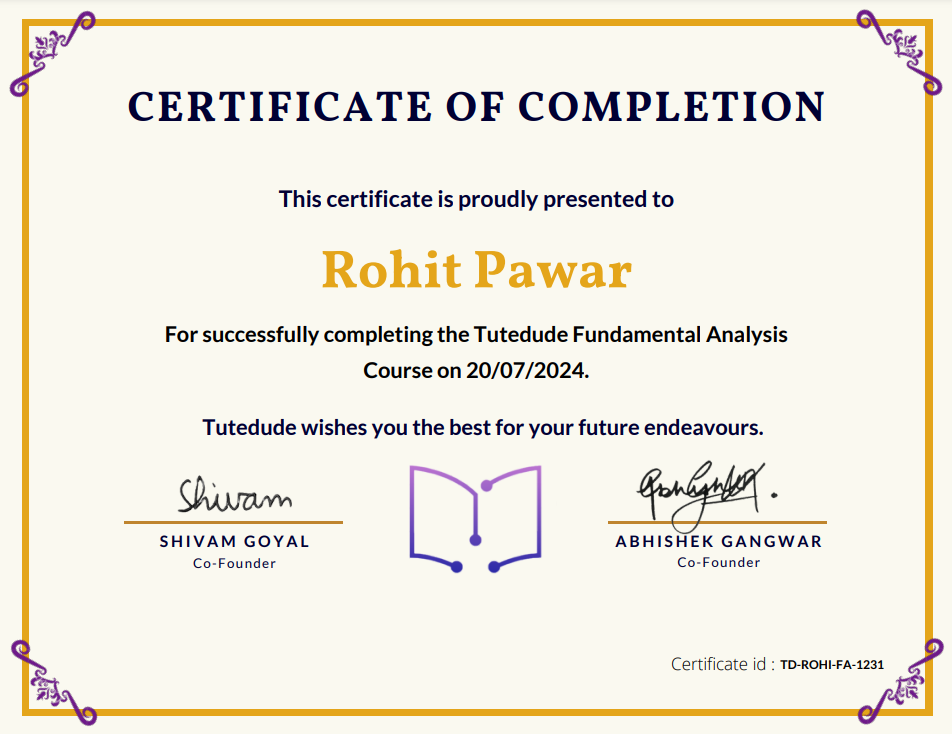 CERTIFICATE OF COMPLETION
This certificate is proudly presented to
Rohit Pawar
For successfully completing the Tutedude Fundamental Analysis
Course on 20/07/2024.
Tutedude wishes you the best for your future endeavours.
Shivam
SHIVAM GOYAL
Co-Founder
ABHISHEK GANGWAR
Co-Founder
Certificate id : TD-ROHI-FA-1231